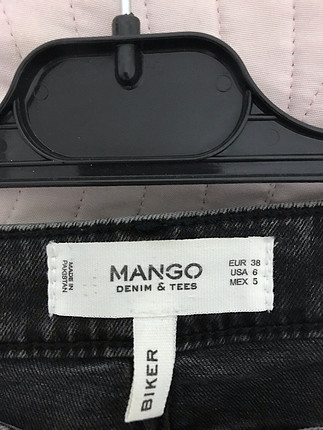 MADE IN
PAKISTAN
MANGO
DENIM & TEES
EUR 38
USA 6
MEX 5
BIKER